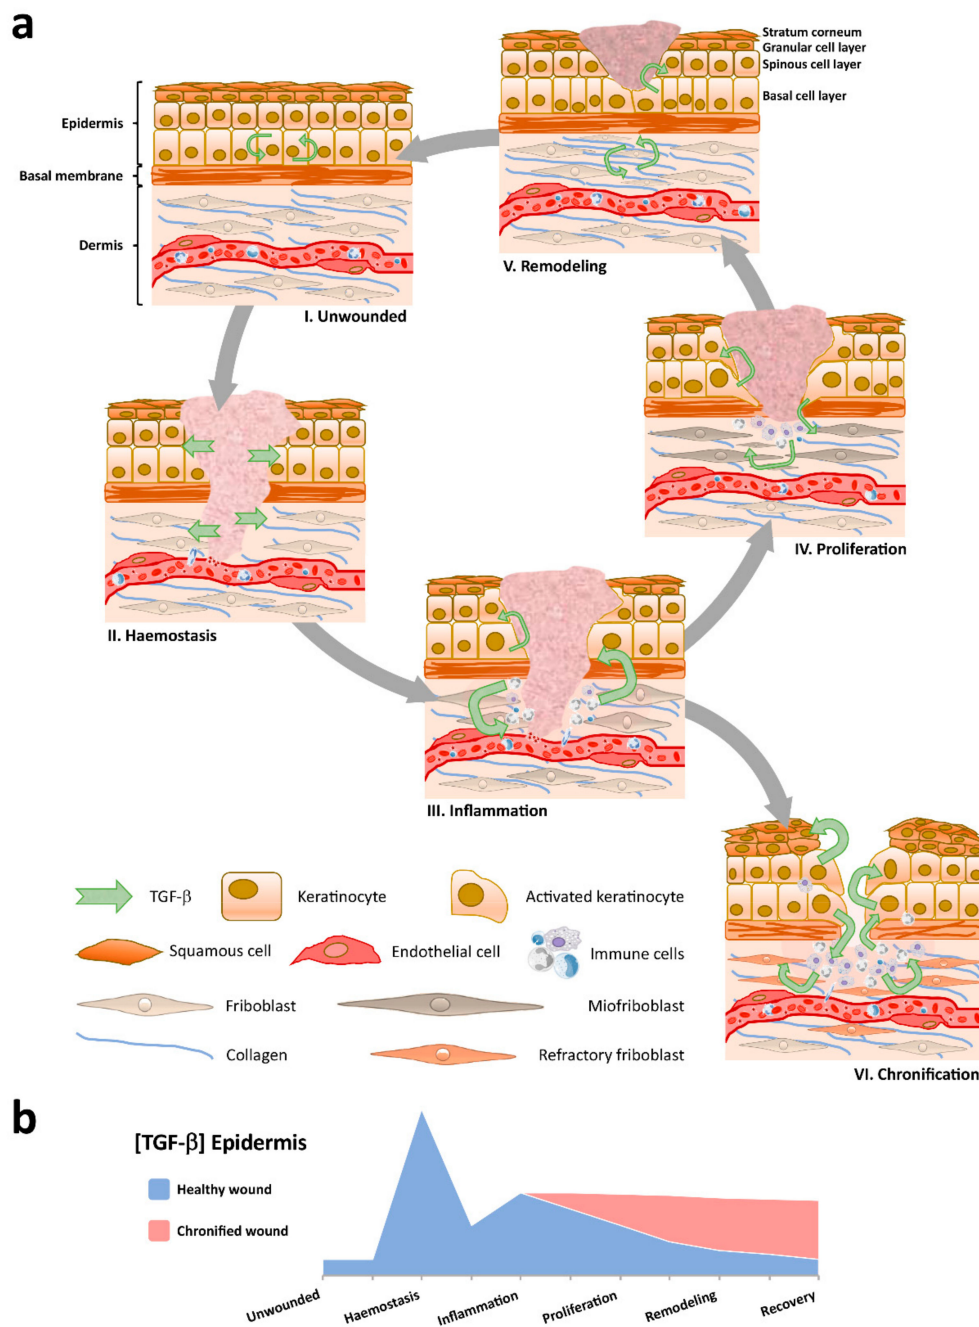 a
Stratum corneum
Granular cell layer
Spinous cell layer
Basal cell layer
Epidermis
Basal membrane
Dermis
I. Unwounded
V. Remodeling
II. Haemostasis
IV. Proliferation
III. Inflammation
VI. Chronification
TGF-β
Keratinocyte
Activated keratinocyte
Squamous cell
Endothelial cell
Immune cells
Friboblast
Miofriboblast
Collagen
Refractory friboblast
b
[TGF-β] Epidermis
Healthy wound
Chronified wound
Unwounded
Haemostasis
Inflammation
Proliferation
Remodeling
Recovery